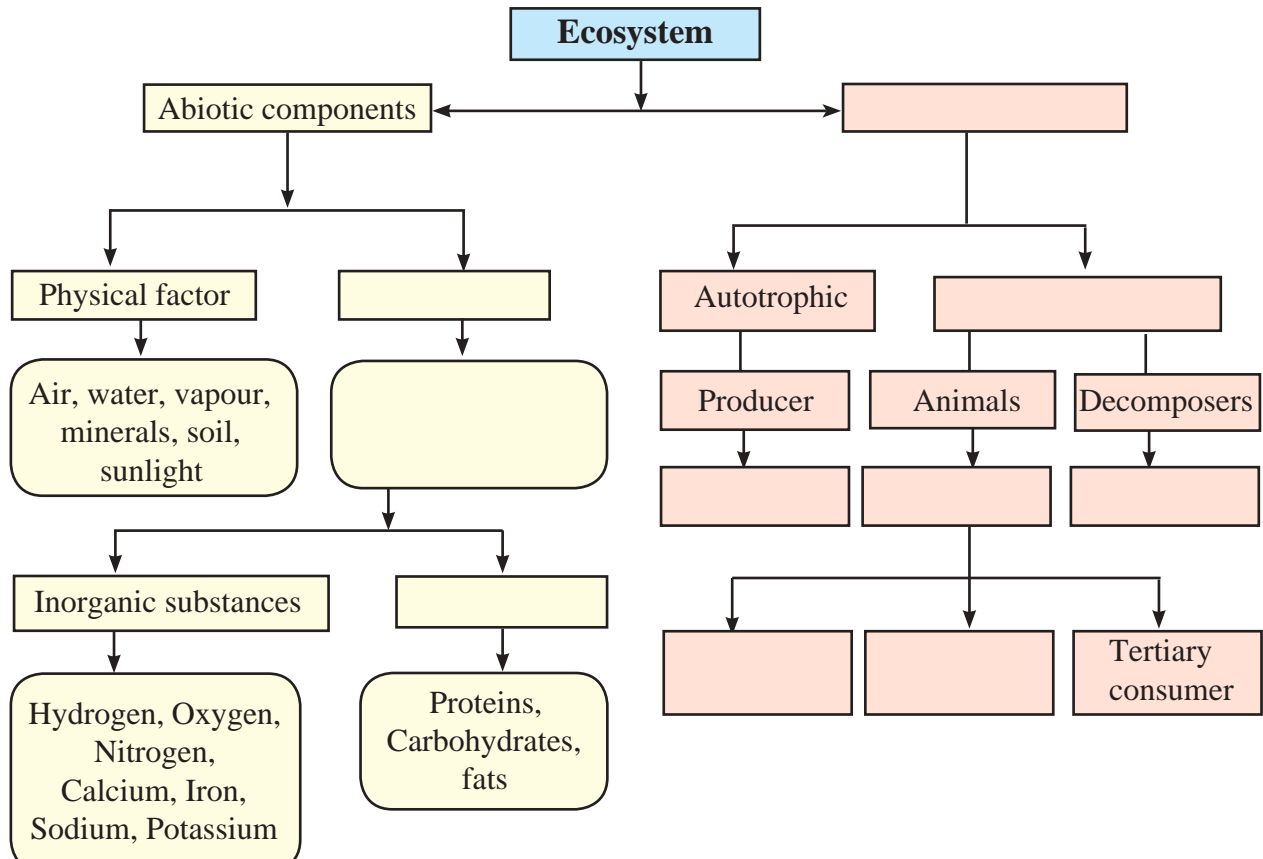 Ecosystem
Abiotic components
Physical factor
Air, water, vapour,
minerals, soil,
sunlight
Inorganic substances
Hydrogen, Oxygen,
Nitrogen,
Calcium, Iron,
Sodium, Potassium
Proteins,
Carbohydrates,
fats
Autotrophic
Producer
Animals
Decomposers
Tertiary
consumer